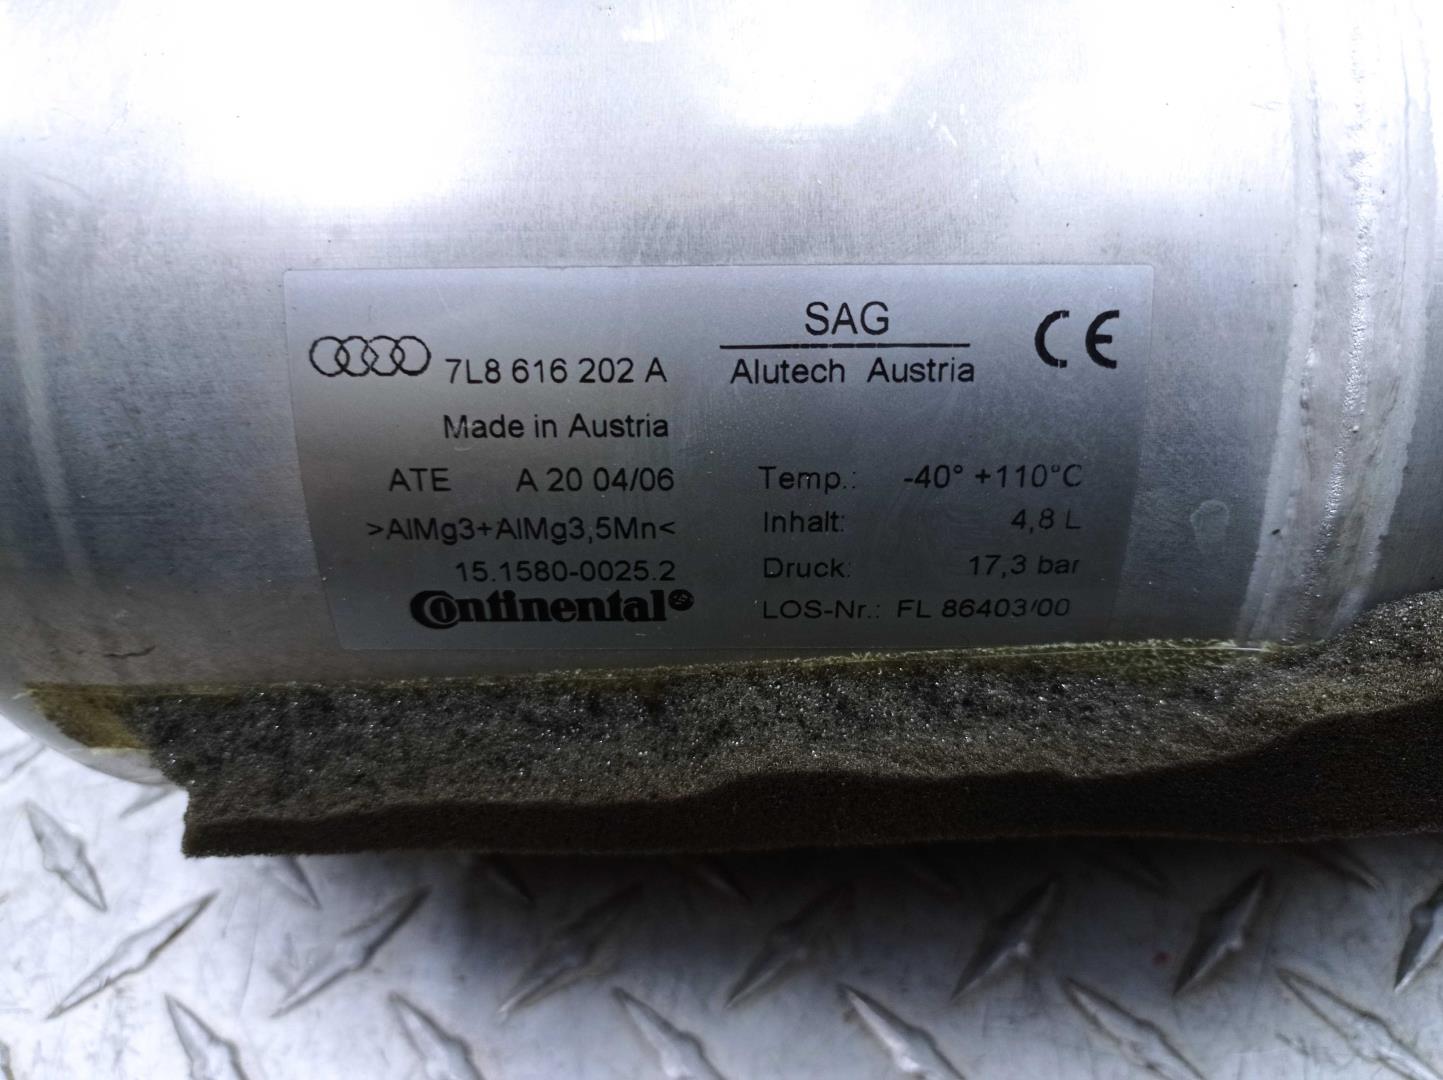 SAG
Alutech Austria
CE
7L8 616 202 A
Made in Austria
ATE A 20 04/06
>AlMg3+AlMg3,5Mn<
15.1580-0025.2
Continental
Temp.: -40° +110°C
Inhalt: 4,8 L
Druck: 17,3 bar
LOS-Nr.: FL 86403/00